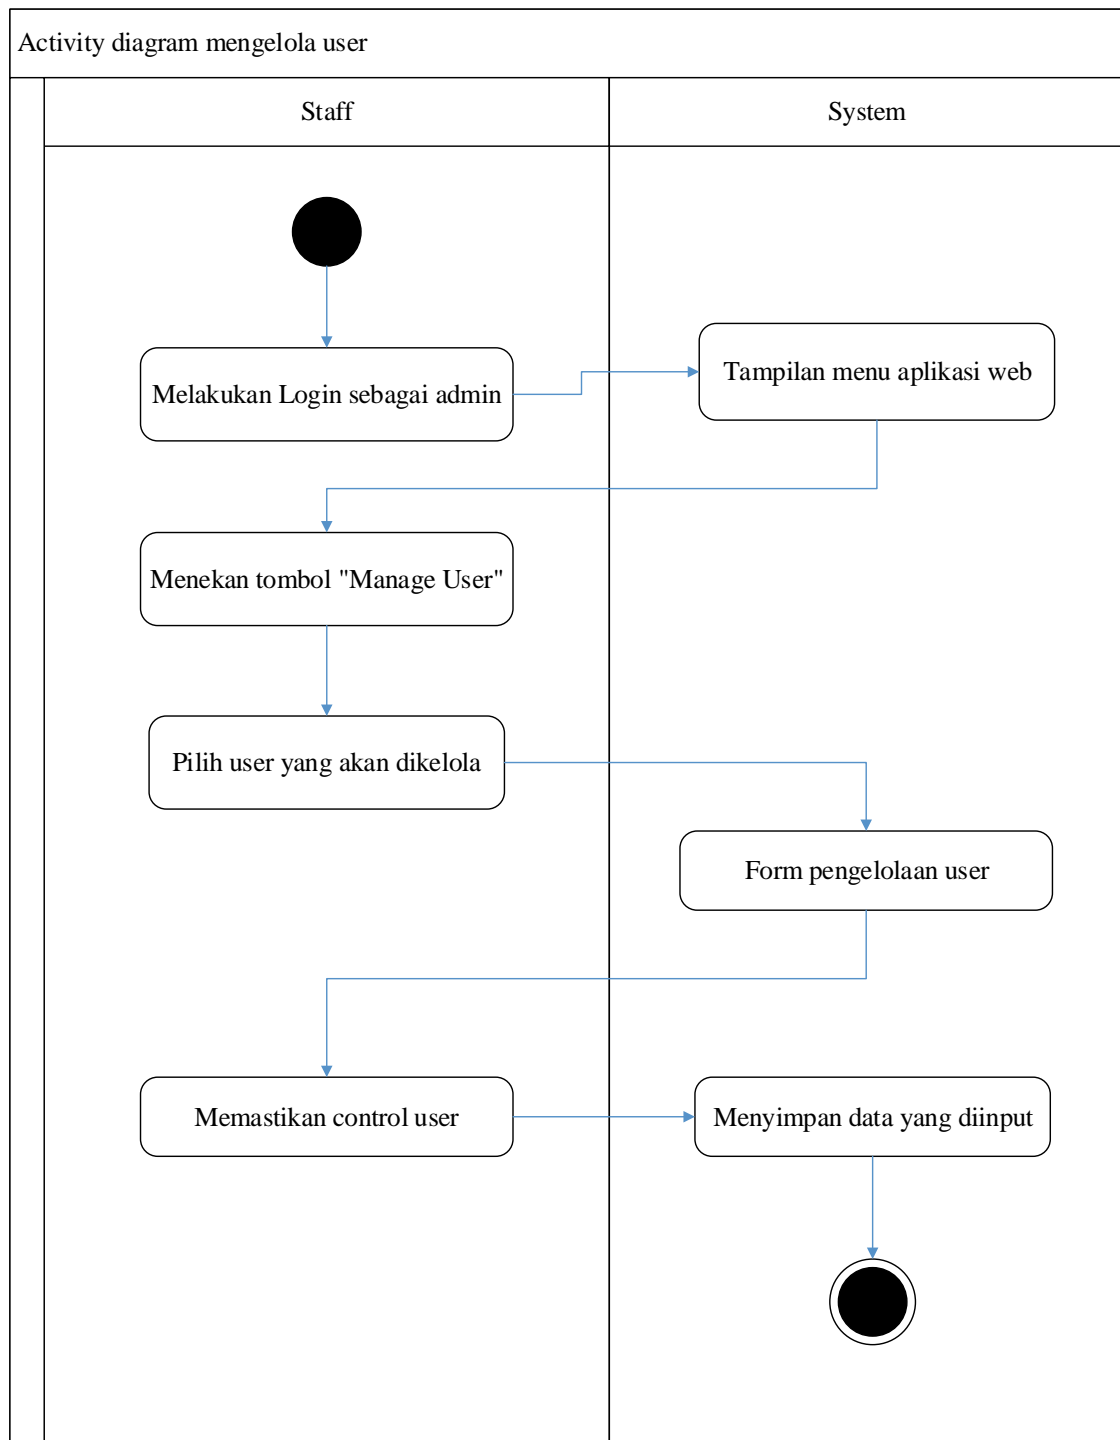 Activity diagram mengelola user
Staff
System
Melakukan Login sebagai admin
Tampilan menu aplikasi web
Menekan tombol "Manage User"
Pilih user yang akan dikelola
Form pengelolaan user
Memastikan control user
Menyimpan data yang diinput